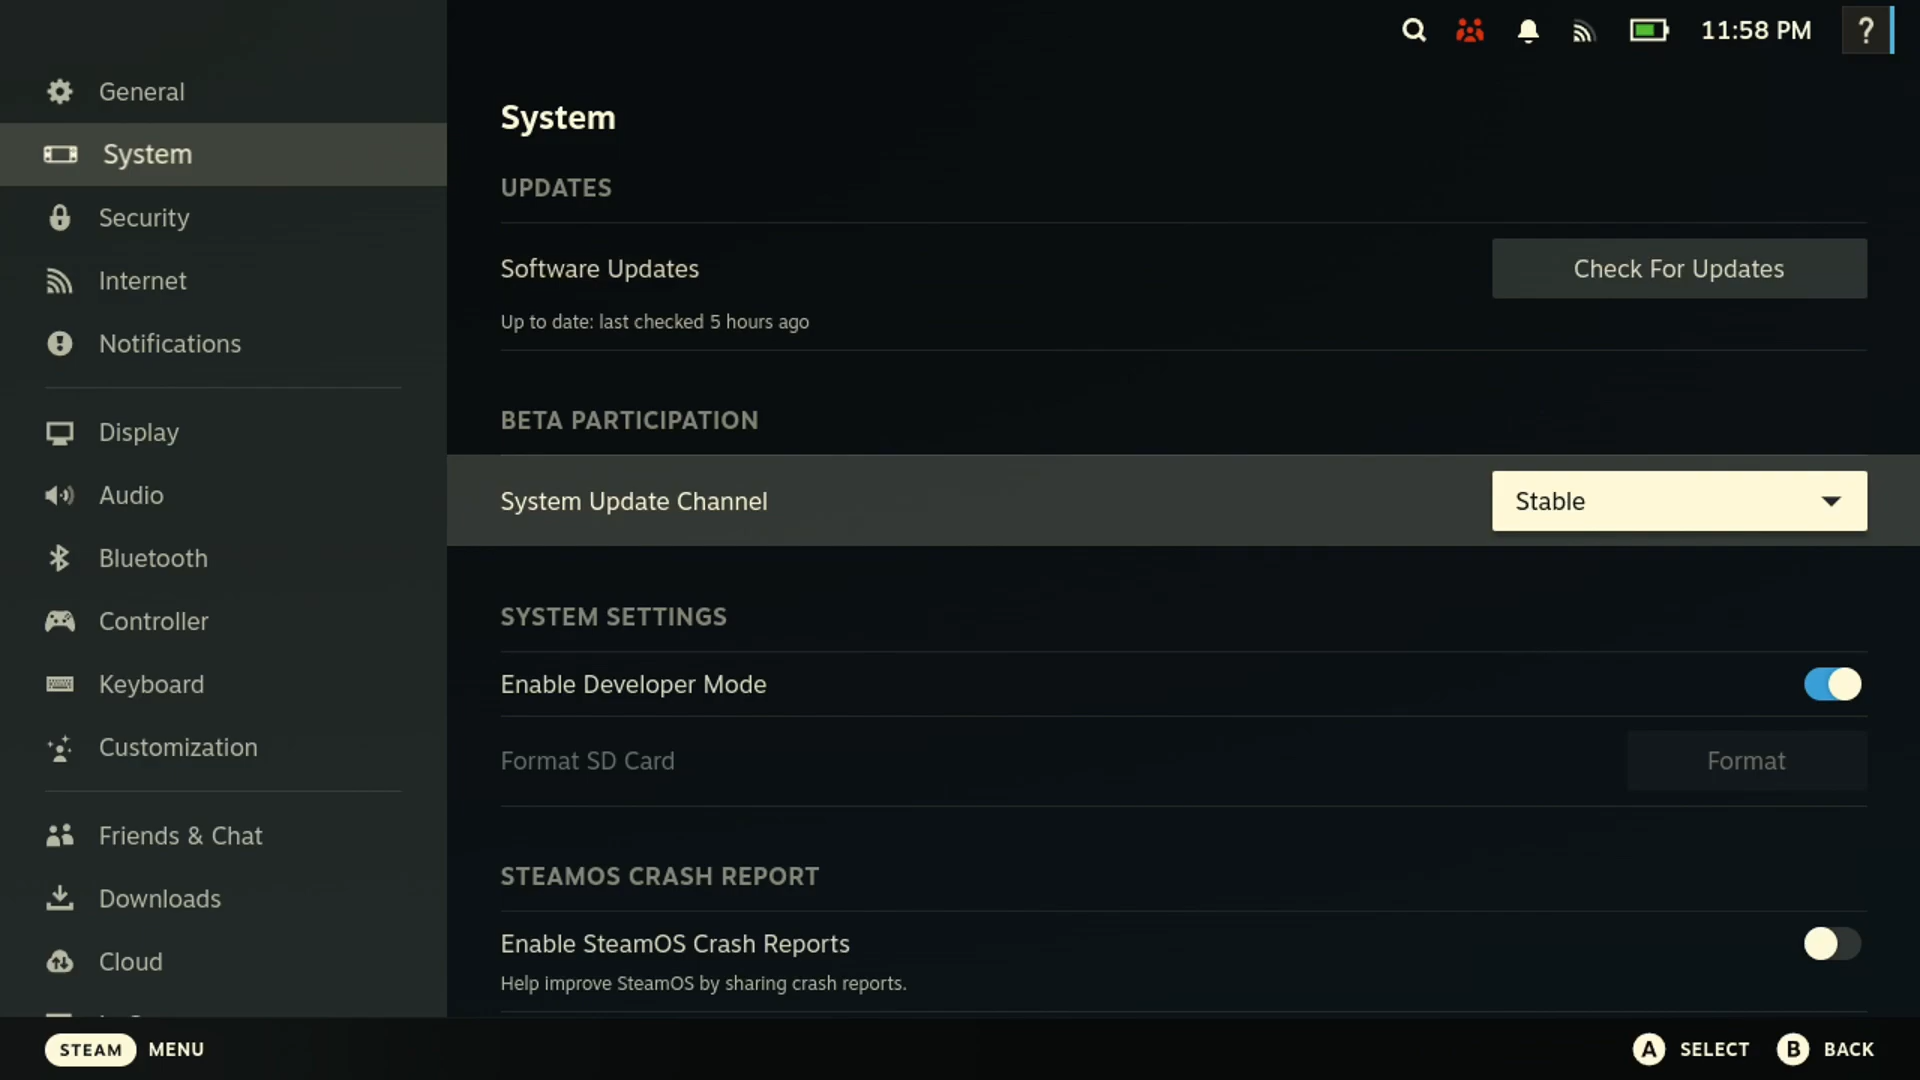 11:58 PM
?
General
System
Security
Internet
Notifications
Display
Audio
Bluetooth
Controller
Keyboard
Customization
Friends & Chat
Downloads
Cloud
System
UPDATES
Software Updates
Check For Updates
Up to date: last checked 5 hours ago
BETA PARTICIPATION
System Update Channel
Stable
SYSTEM SETTINGS
Enable Developer Mode
Format SD Card
Format
STEAMOS CRASH REPORT
Enable SteamOS Crash Reports
Help improve SteamOS by sharing crash reports.
STEAM MENU
A SELECT B BACK